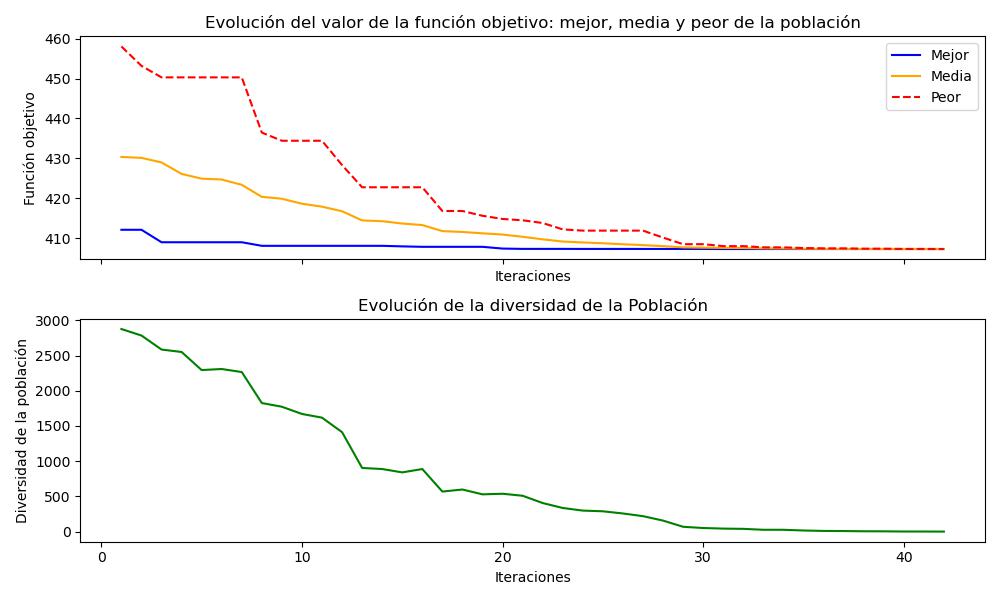 Evolución del valor de la función objetivo: mejor, media y peor de la población
460
450
440
430
420
410
Función objetivo
Mejor
Media
Peor
Iteraciones
Evolución de la diversidad de la Población
3000
2500
2000
1500
1000
500
0
Diversidad de la población
0 10 20 30 40
Iteraciones